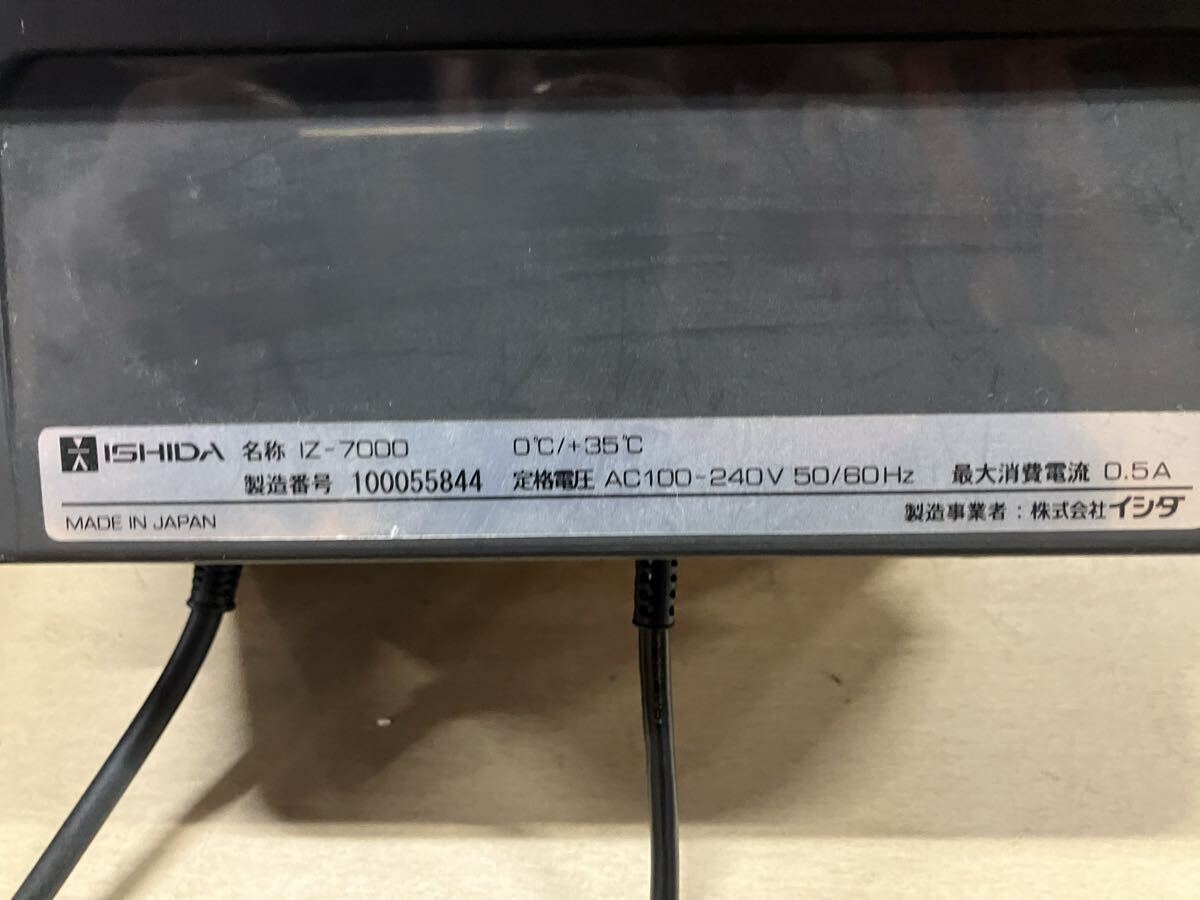 ISHIDA 名称 IZ-7000 0℃/+35℃
製造番号 100055844 定格電圧 AC100-240V 50/60Hz 最大消費電流 0.5A
MADE IN JAPAN 製造事業者:株式会社イシダ